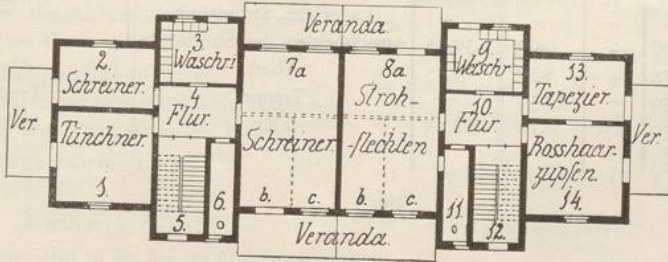 Veranda.
3
Waschri
7a
8a.
9
Waschr
2.
Schreiner.
13.
Tapezier.
4
Flur.
Stroh-
10.
Flur.
Ver.
Tünchner.
1.
Schreiner.
-flechten
Rosshaar-
zupfen.
14.
Ver.
5.
6.
b.
c.
b.
c.
11.
12.
Veranda.